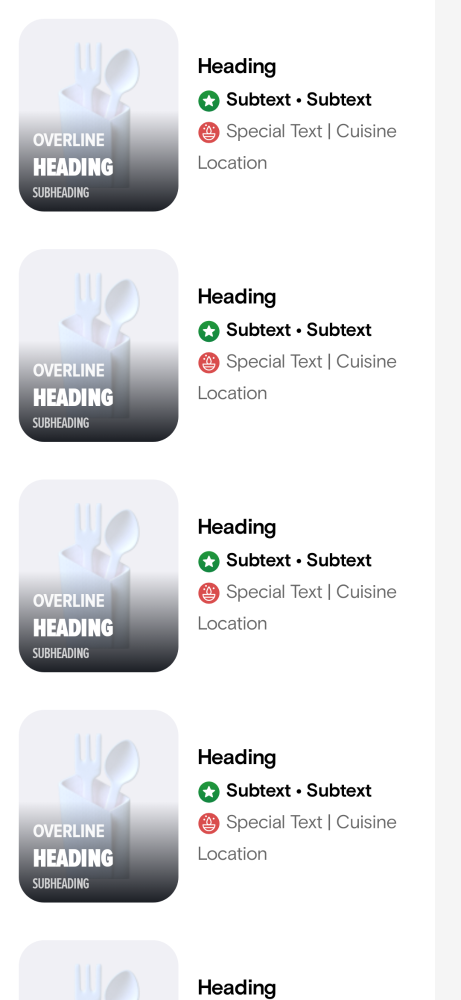 OVERLINE
HEADING
SUBHEADING
Heading
Subtext • Subtext
Special Text | Cuisine
Location
OVERLINE
HEADING
SUBHEADING
Heading
Subtext • Subtext
Special Text | Cuisine
Location
OVERLINE
HEADING
SUBHEADING
Heading
Subtext • Subtext
Special Text | Cuisine
Location
OVERLINE
HEADING
SUBHEADING
Heading
Subtext • Subtext
Special Text | Cuisine
Location
Heading